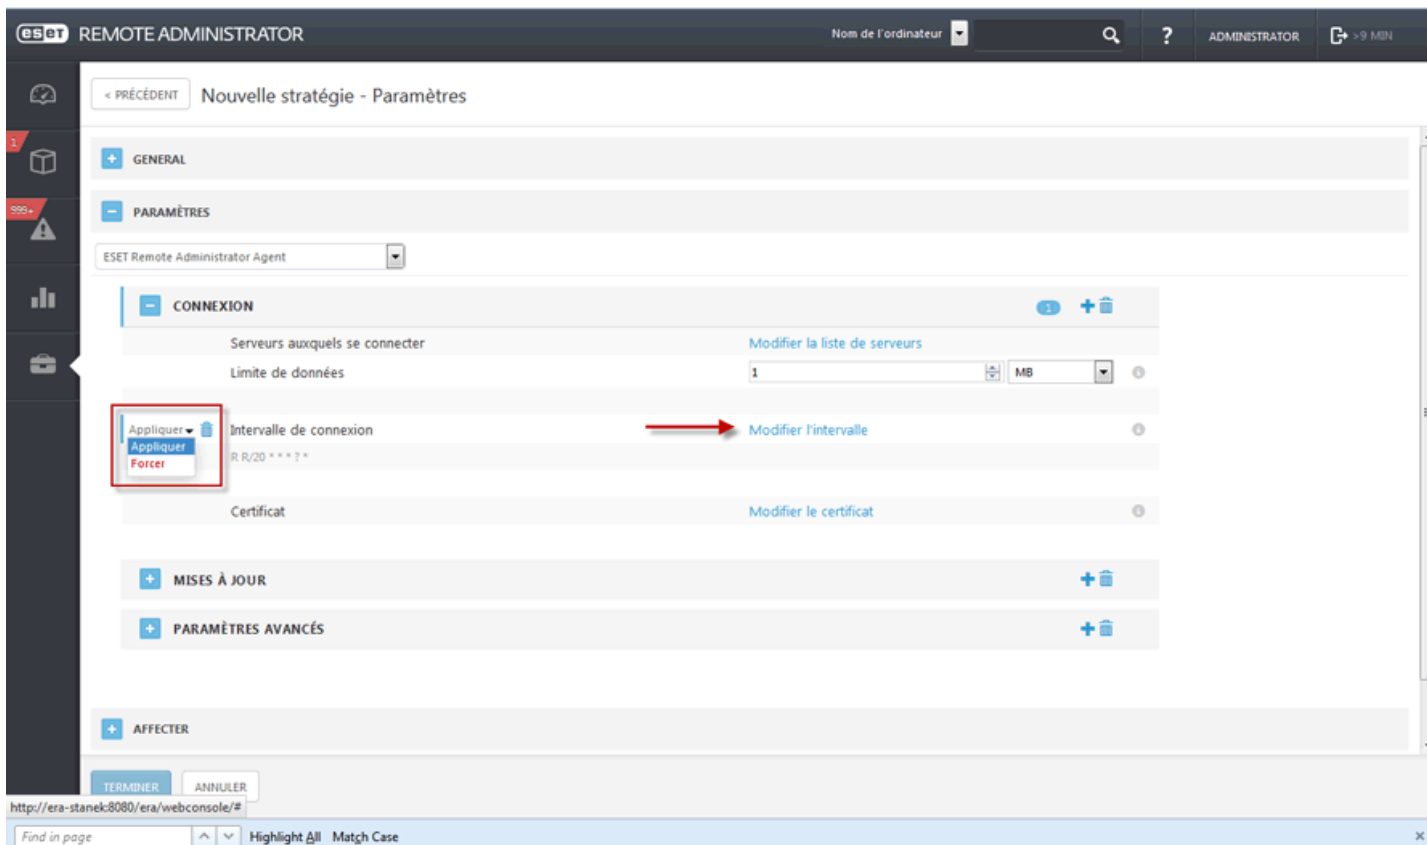 eset REMOTE ADMINISTRATOR Nom de l'ordinateur ? ADMINISTRATOR >9 MIN
< PRÉCÉDENT Nouvelle stratégie - Paramètres
1
GENERAL
999+
PARAMÈTRES
ESET Remote Administrator Agent
CONNEXION 1
Serveurs auxquels se connecter Modifier la liste de serveurs
Limite de données 1 MB
Appliquer Intervalle de connexion Modifier l'intervalle
Appliquer
Forcer R R/20 * * * ? *
Certificat Modifier le certificat
MISES À JOUR
PARAMÈTRES AVANCÉS
AFFECTER
TERMINER ANNULER
http://era-stanek:8080/era/webconsole/#
Find in page Highlight All Match Case